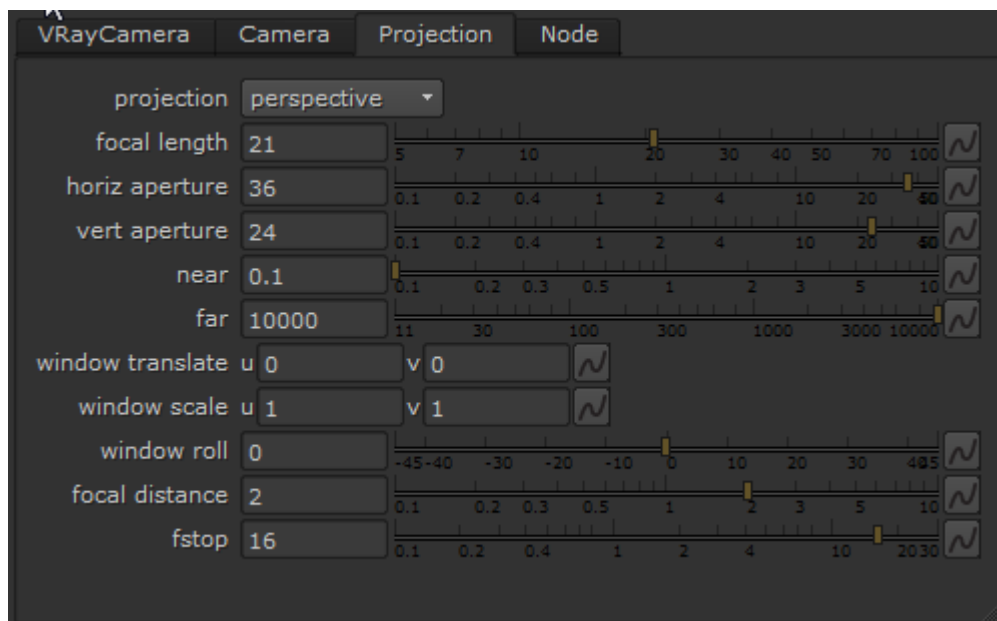 VRayCamera Camera Projection Node
projection perspective
focal length 21 5 7 10 20 30 40 50 70 100
horiz aperture 36 0.1 0.2 0.4 1 2 4 10 20
vert aperture 24 0.1 0.2 0.4 1 2 4 10 20
near 0.1 0.1 0.2 0.3 0.5 1 2 3 5 10
far 10000 11 30 100 300 1000 3000 10000
window translate u 0 v 0
window scale u 1 v 1
window roll 0 -45 -40 -30 -20 -10 0 10 20 30
focal distance 2 0.1 0.2 0.3 0.5 1 2 3 5 10
fstop 16 0.1 0.2 0.4 1 2 4 10 20 30